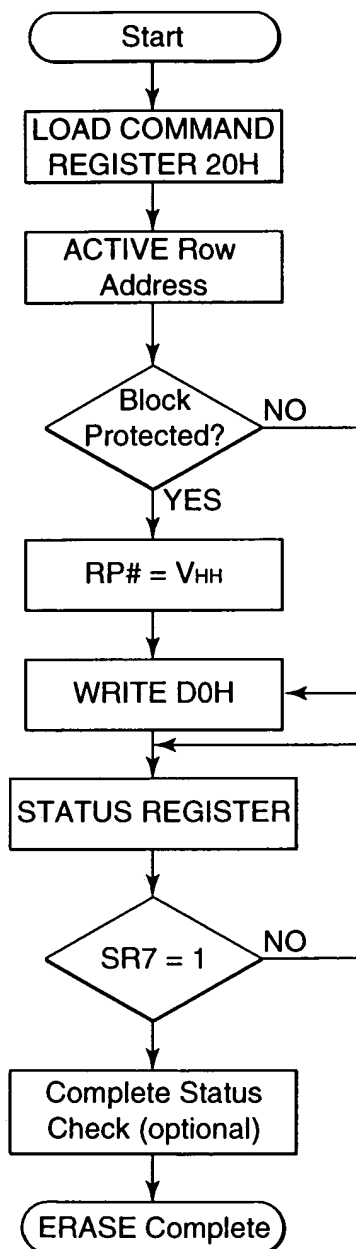 Start
LOAD COMMAND
REGISTER 20H
ACTIVE Row
Address
Block
Protected?
NO
YES
RP# = VHH
WRITE D0H
STATUS REGISTER
SR7 = 1
NO
Complete Status
Check (optional)
ERASE Complete